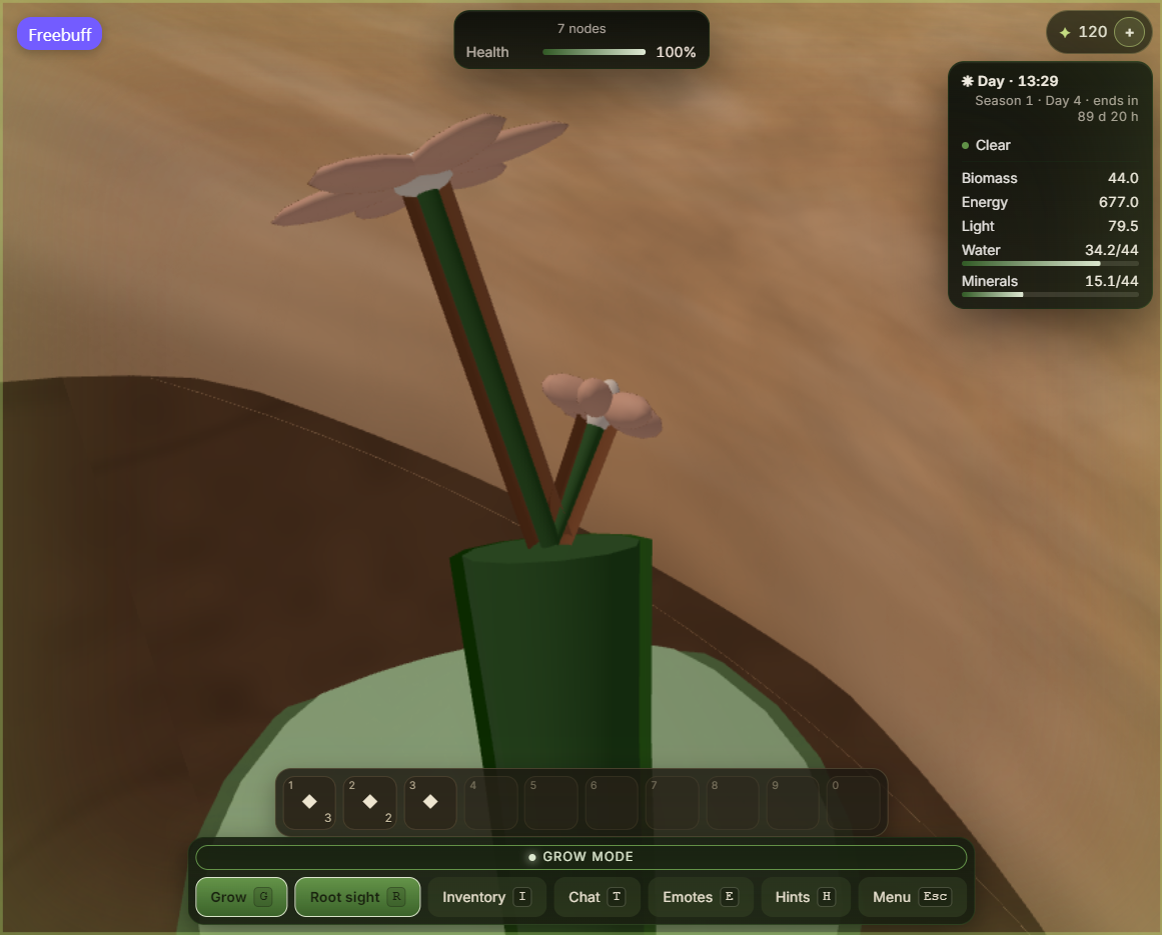 Freebuff
7 nodes
Health 100%
✦ 120 +
❋ Day · 13:29
Season 1 · Day 4 · ends in
89 d 20 h
Clear
Biomass 44.0
Energy 677.0
Light 79.5
Water 34.2/44
Minerals 15.1/44
1 2 3 4 5 6 7 8 9 0
3 2
GROW MODE
Grow G Root sight R Inventory I Chat T Emotes E Hints H Menu Esc